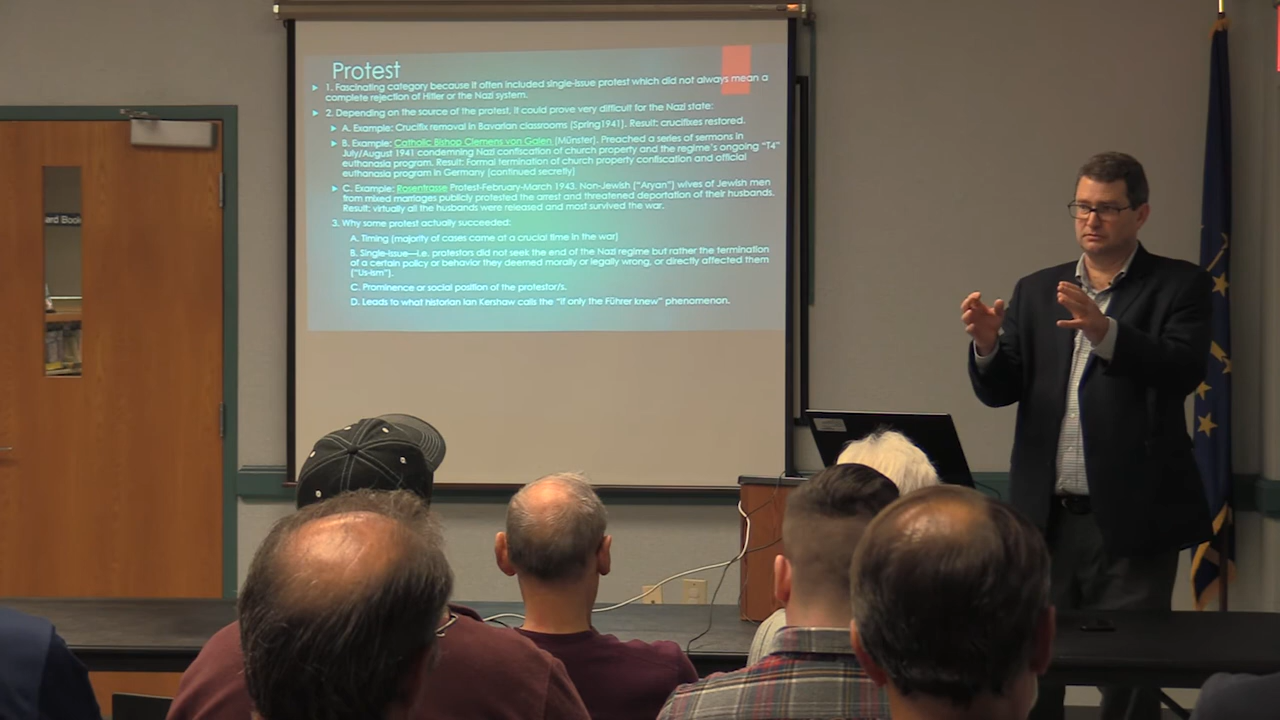 Protest
1. Fascinating category because it often included single-issue protest which did not always mean a
complete rejection of Hitler or the Nazi system.
2. Depending on the source of the protest, it could prove very difficult for the Nazi state:
A. Example: Crucifix removal in Bavarian classrooms (Spring1941). Result: crucifixes restored.
B. Example: Catholic Bishop Clemens von Galen (Münster). Preached a series of sermons in
July/August 1941 condemning Nazi confiscation of church property and the regime's ongoing "T4"
euthanasia program. Result: Formal termination of church property confiscation and official
euthanasia program in Germany (continued secretly)
C. Example: Rosenstrasse Protest-February-March 1943. Non-Jewish ("Aryan") wives of Jewish men
from mixed marriages publicly protested the arrest and threatened deportation of their husbands.
Result: virtually all the husbands were released and most survived the war.
3. Why some protest actually succeeded:
A. Timing (majority of cases came at a crucial time in the war)
B. Single-issue—i.e. protestors did not seek the end of the Nazi regime but rather the termination
of a certain policy or behavior they deemed morally or legally wrong, or directly affected them
("Us-ism").
C. Prominence or social position of the protestor/s.
D. Leads to what historian Ian Kershaw calls the "if only the Führer knew" phenomenon.
ard Boo